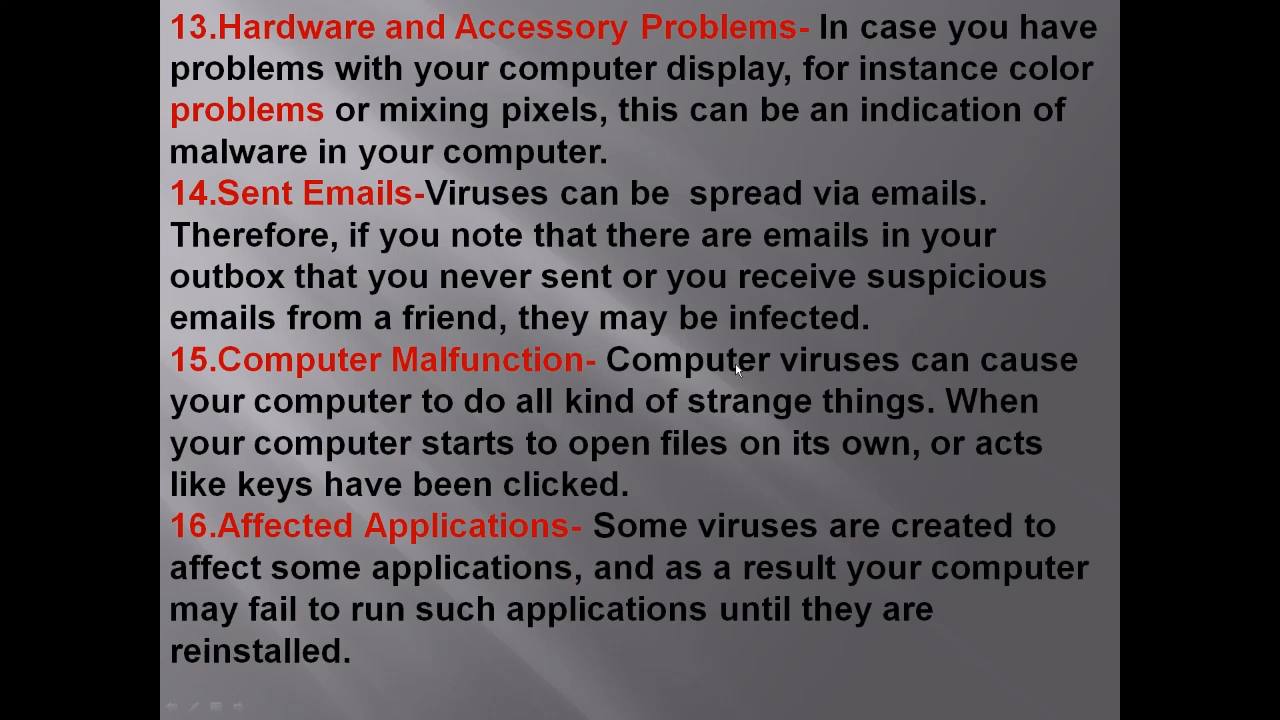 13.Hardware and Accessory Problems- In case you have
problems with your computer display, for instance color
problems or mixing pixels, this can be an indication of
malware in your computer.
14.Sent Emails-Viruses can be  spread via emails.
Therefore, if you note that there are emails in your
outbox that you never sent or you receive suspicious
emails from a friend, they may be infected.
15.Computer Malfunction- Computer viruses can cause
your computer to do all kind of strange things. When
your computer starts to open files on its own, or acts
like keys have been clicked.
16.Affected Applications- Some viruses are created to
affect some applications, and as a result your computer
may fail to run such applications until they are
reinstalled.